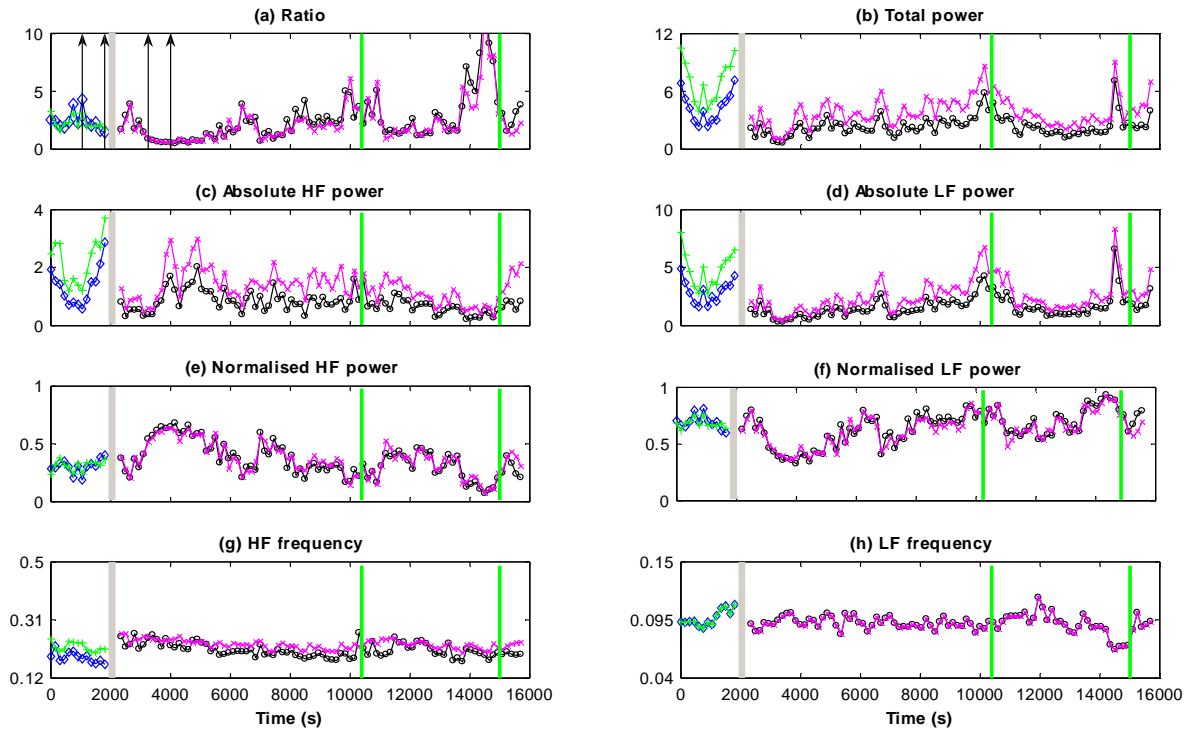 (a) Ratio
10
5
0
(b) Total power
12
6
0
(c) Absolute HF power
4
2
0
(d) Absolute LF power
10
5
0
(e) Normalised HF power
1
0.5
0
(f) Normalised LF power
1
0.5
0
(g) HF frequency
0.5
0.31
0.12
0 2000 4000 6000 8000 10000 12000 14000 16000
Time (s)
(h) LF frequency
0.15
0.095
0.04
0 2000 4000 6000 8000 10000 12000 14000 16000
Time (s)